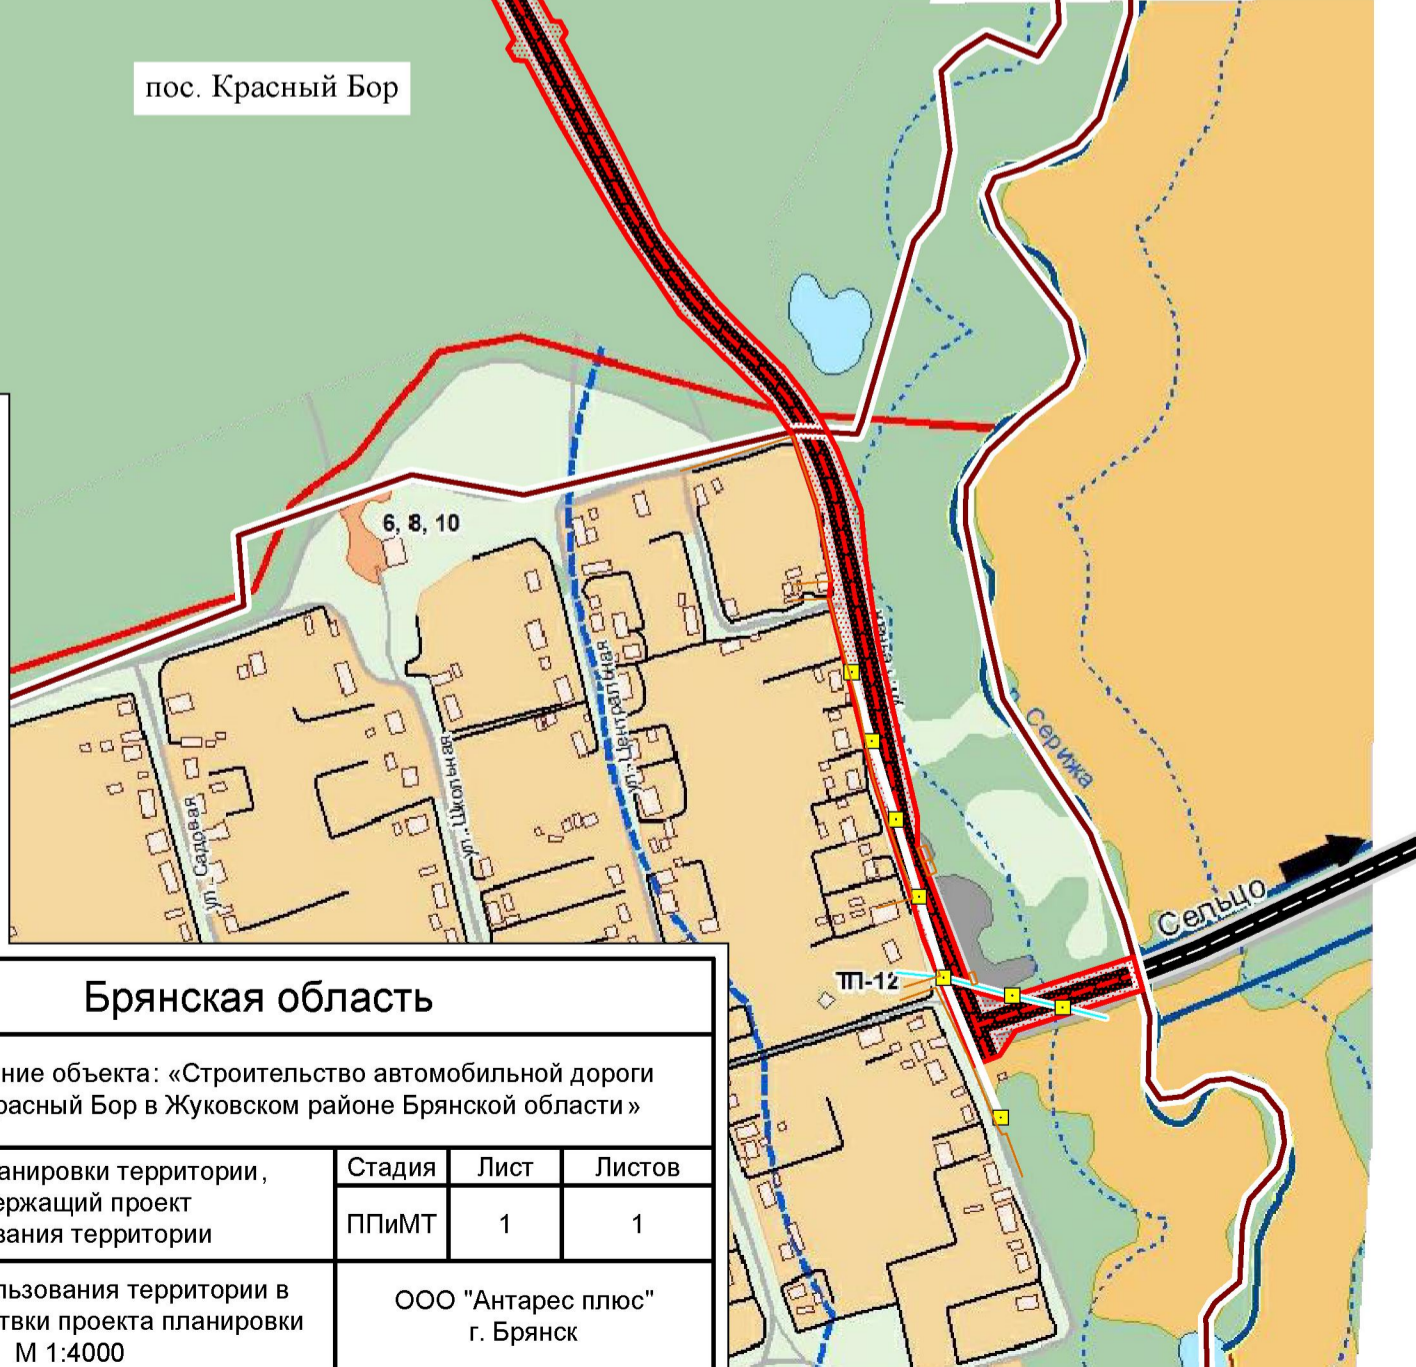 пос. Красный Бор
6, 8, 10
ул. Центральная
р. Серижа
ул. Школьная
ул. Садовая
Сельцо
ТП-12
Брянская область
ние объекта: «Строительство автомобильной дороги
расный Бор в Жуковском районе Брянской области»
анировки территории,
ержащий проект
вания территории
Стадия Лист Листов
ППиМТ 1 1
льзования территории в
твки проекта планировки
М 1:4000
ООО "Антарес плюс"
г. Брянск